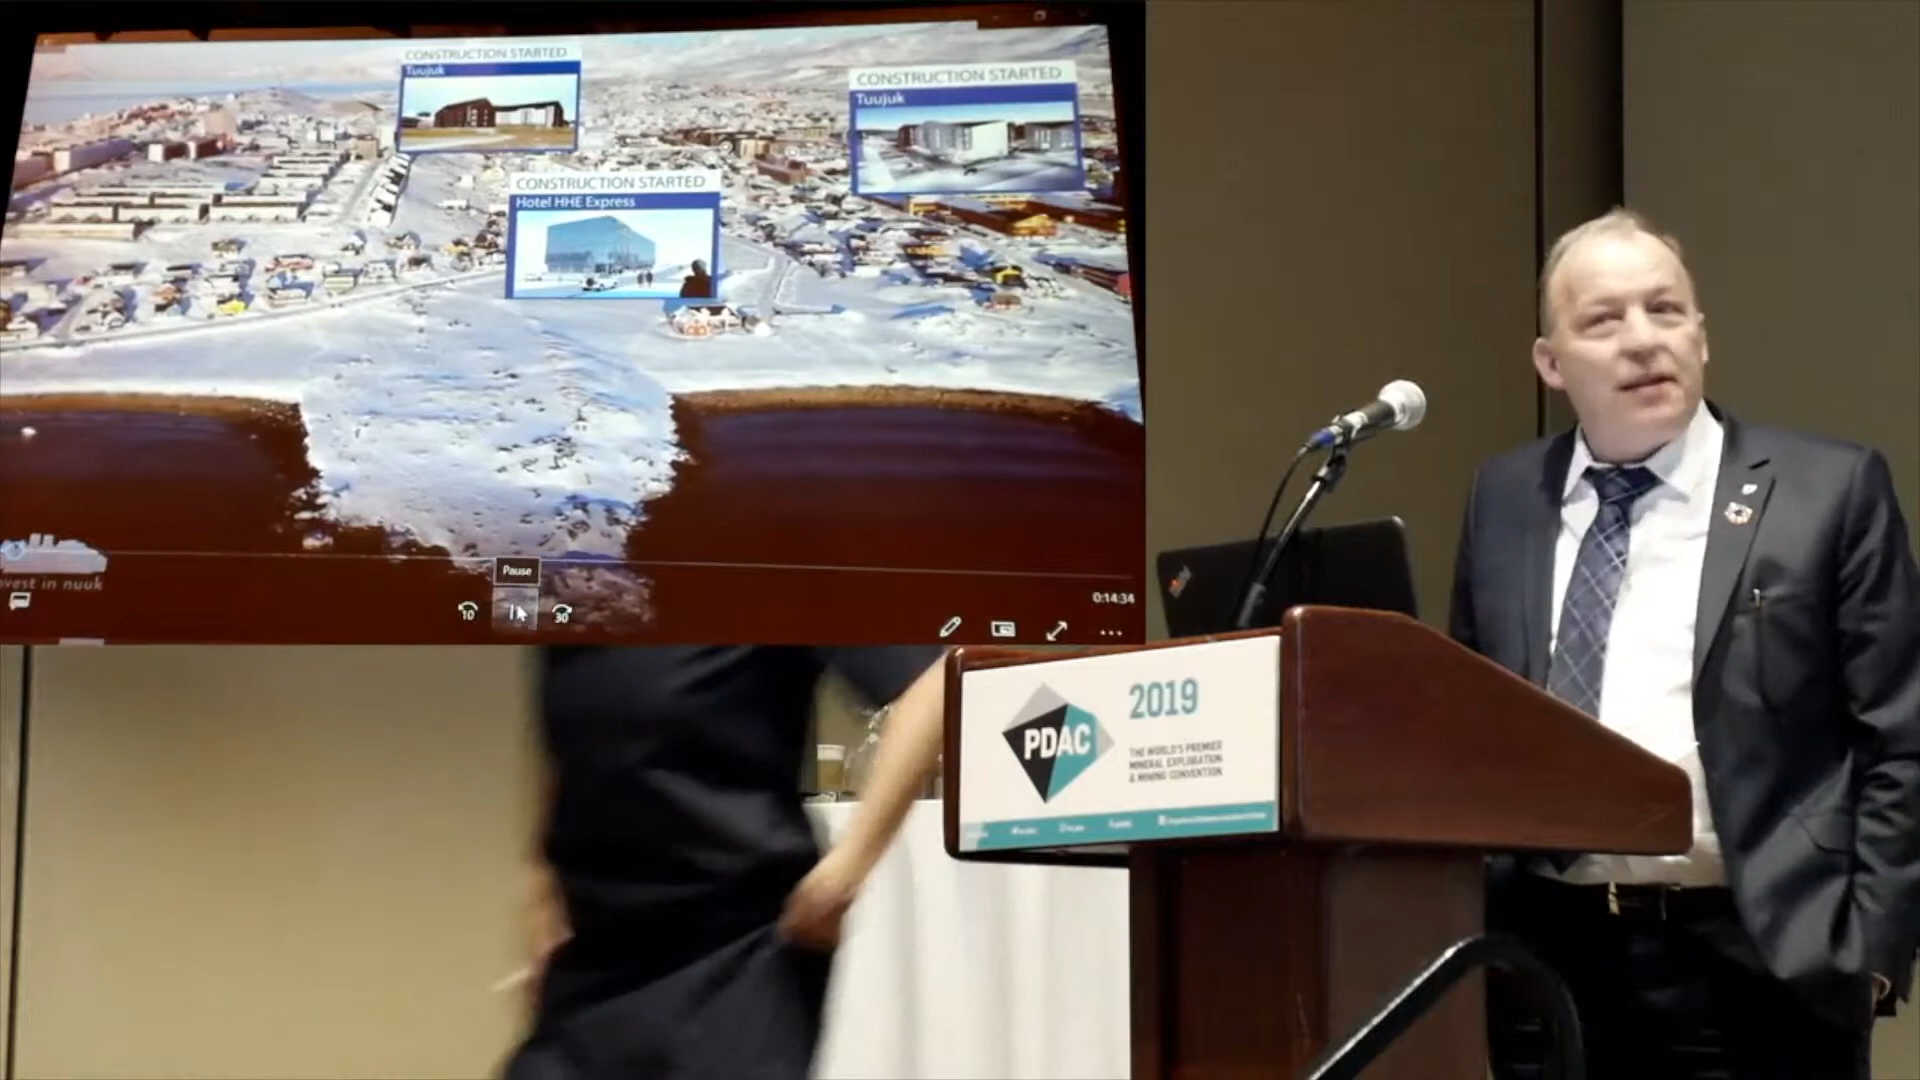 CONSTRUCTION STARTED
Tuujuk
CONSTRUCTION STARTED
Tuujuk
CONSTRUCTION STARTED
Hotel HHE Express
nvest in nuuk
Pause
10
30
0:14:34
2019
PDAC
THE WORLD'S PREMIER
MINERAL EXPLORATION
& MINING CONVENTION